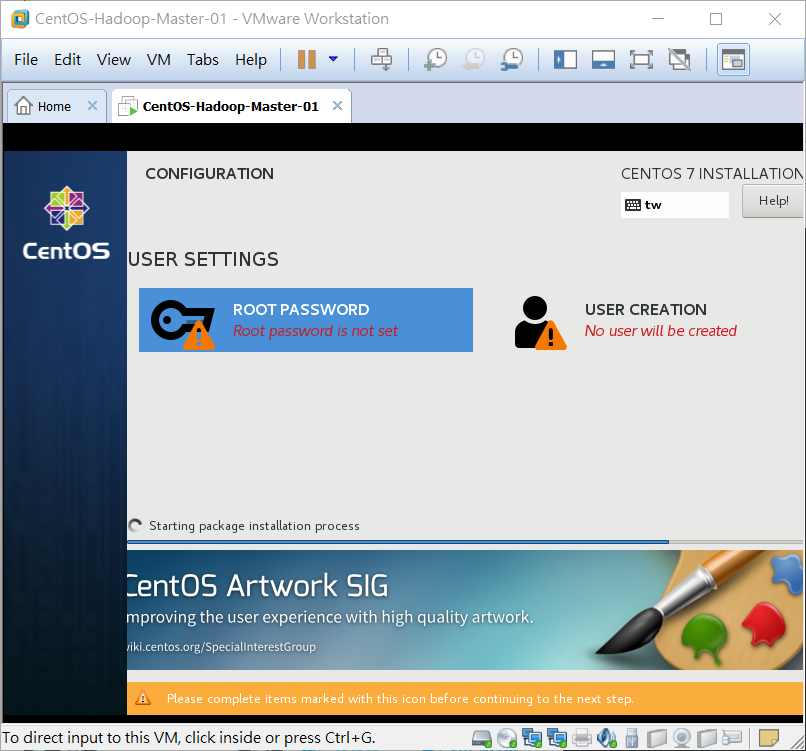 CentOS-Hadoop-Master-01 - VMware Workstation
File Edit View VM Tabs Help
Home CentOS-Hadoop-Master-01
CONFIGURATION
CENTOS 7 INSTALLATION
tw
Help!
CentOS
USER SETTINGS
ROOT PASSWORD
Root password is not set
USER CREATION
No user will be created
Starting package installation process
CentOS Artwork SIG
mproving the user experience with high quality artwork.
wiki.centos.org/SpecialInterestGroup
Please complete items marked with this icon before continuing to the next step.
To direct input to this VM, click inside or press Ctrl+G.